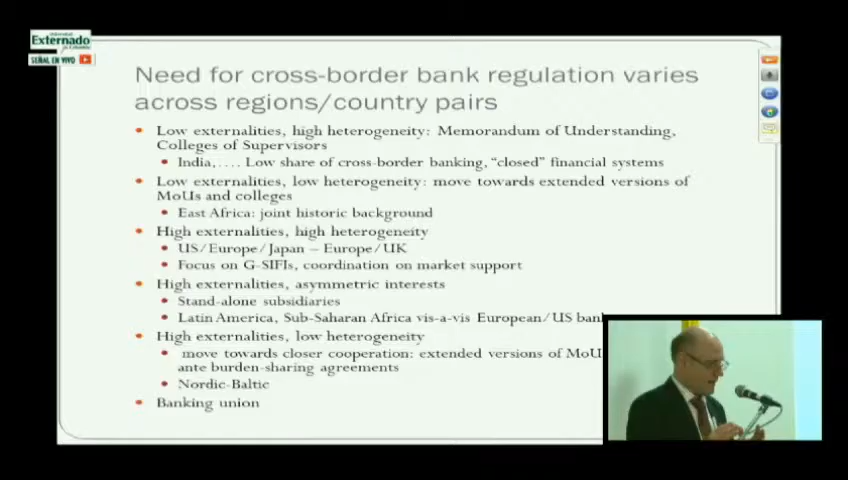 Externado
SEÑAL EN VIVO
Need for cross-border bank regulation varies
across regions/country pairs
• Low externalities, high heterogeneity: Memorandum of Understanding,
Colleges of Supervisors
• India,…. Low share of cross-border banking, “closed” financial systems
• Low externalities, low heterogeneity: move towards extended versions of
MoUs and colleges
• East Africa: joint historic background
• High externalities, high heterogeneity
• US/Europe/Japan – Europe/UK
• Focus on G-SIFIs, coordination on market support
• High externalities, asymmetric interests
• Stand-alone subsidiaries
• Latin America, Sub-Saharan Africa vis-a-vis European/US
• High externalities, low heterogeneity
• move towards closer cooperation: extended versions of
ante burden-sharing agreements
• Nordic-Baltic
• Banking union